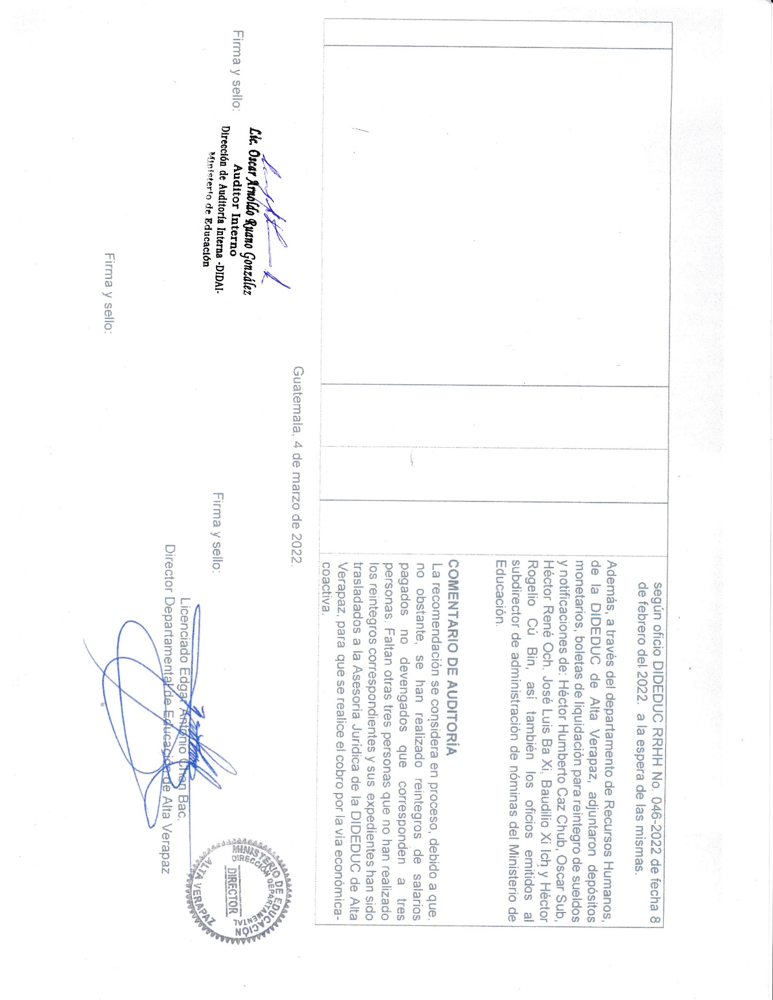 según oficio DIDEDUC RRHH No. 046-2022 de fecha 8
de febrero del 2022. a la espera de las mismas.
Además, a través del departamento de Recursos Humanos,
de la DIDEDUC de Alta Verapaz, adjuntaron depósitos
monetarios, boletas de liquidación para reintegro de sueldos
y notificaciones de: Héctor Humberto Caz Chub, Oscar Sub,
Héctor René Och, José Luis Ba Xi, Baudilio Xi Ich y Héctor
Rogelio Cú Bin, así también los oficios emitidos al
subdirector de administración de nóminas del Ministerio de
Educación.
COMENTARIO DE AUDITORÍA
La recomendación se considera en proceso, debido a que,
no obstante, se han realizado reintegros de salarios
pagados no devengados que corresponden a tres
personas. Faltan otras tres personas que no han realizado
los reintegros correspondientes y sus expedientes han sido
trasladados a la Asesoría Jurídica de la DIDEDUC de Alta
Verapaz, para que se realice el cobro por la vía económica-
coactiva.
Guatemala, 4 de marzo de 2022.
Firma y sello:
Lic. Oscar Arnoldo Ruano González
Auditor Interno
Dirección de Auditoría Interna -DIDAI-
Ministerio de Educación
Firma y sello:
Licenciado Edgar Antonio Chen Bac.
Director Departamental de Educación de Alta Verapaz
MINISTERIO DE EDUCACIÓN
DIRECCIÓN DEPARTAMENTAL
DIRECTOR
ALTA VERAPAZ
Firma y sello: